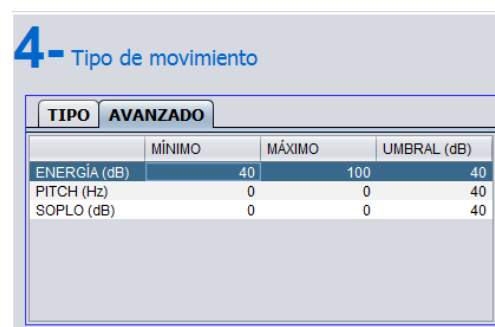 4- Tipo de movimiento
TIPO AVANZADO
MÍNIMO MÁXIMO UMBRAL (dB)
ENERGÍA (dB) 40 100 40
PITCH (Hz) 0 0 40
SOPLO (dB) 0 0 40